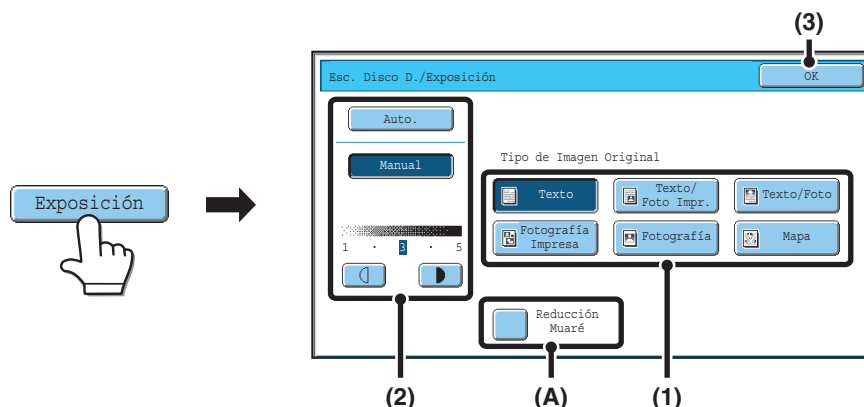 (3)
Esc. Disco D./Exposición
OK
Auto.
Tipo de Imagen Original
Manual
Texto
Texto/
Foto Impr.
Texto/Foto
Exposición
Fotografía
Impresa
Fotografía
Mapa
1 · 3 · 5
Reducción
Muaré
(2)
(A)
(1)